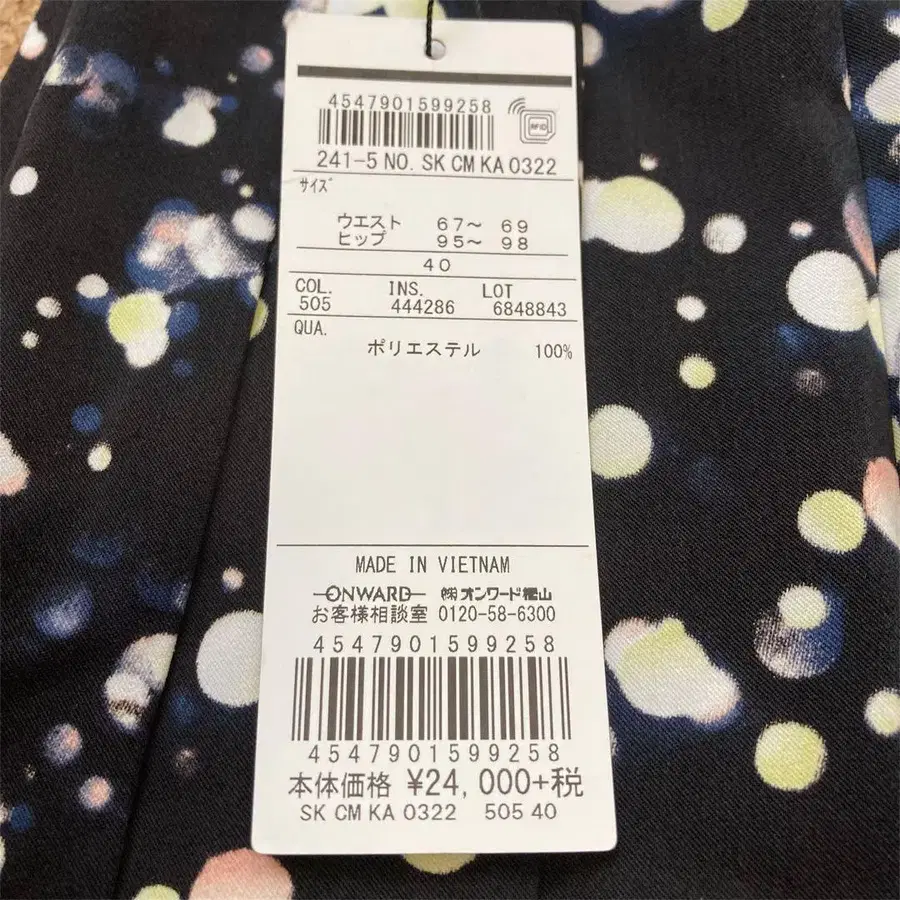 4547901599258
RFID
241-5 NO. SK CM KA 0322
ｻｲｽﾞ
ウエスト 67～ 69
ヒップ 95～ 98
40
COL. INS. LOT
505 444286 6848843
QUA.
ポリエステル 100%
MADE IN VIETNAM
ONWARD ㈱オンワード樫山
お客様相談室 0120-58-6300
4547901599258
4547901599258
本体価格 ¥24,000+税
SK CM KA 0322 505 40